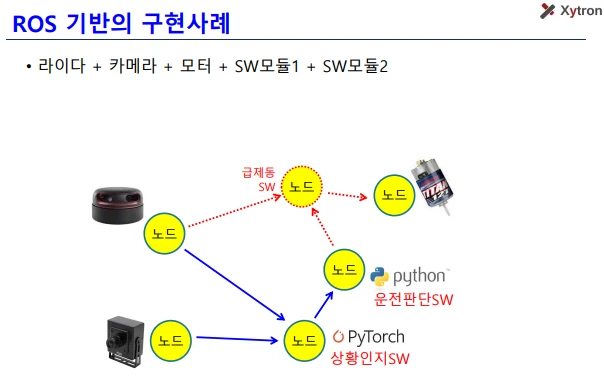 ROS 기반의 구현사례
Xytron
• 라이다 + 카메라 + 모터 + SW모듈1 + SW모듈2
급제동
SW
노드
노드
TITAN
노드
노드
python
운전판단SW
노드
노드
PyTorch
상황인지SW